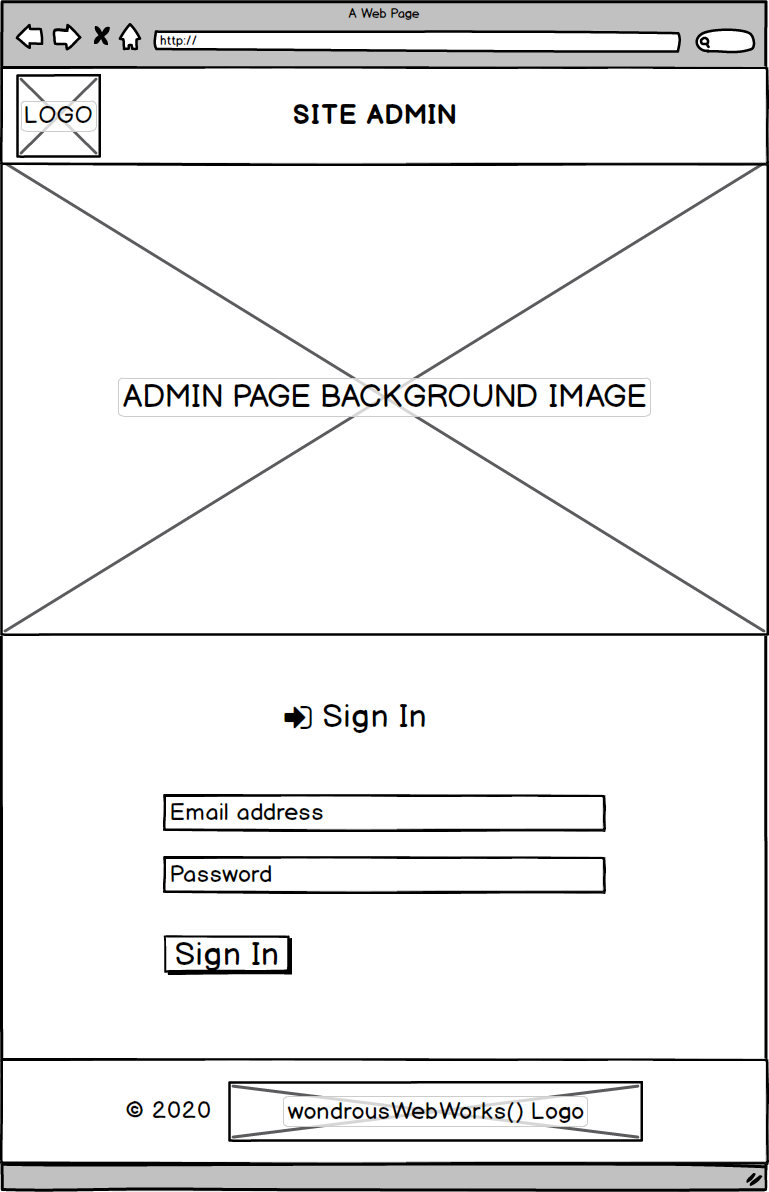 A Web Page
http://
LOGO
SITE ADMIN
ADMIN PAGE BACKGROUND IMAGE
Sign In
Email address
Password
Sign In
© 2020
wondrousWebWorks() Logo